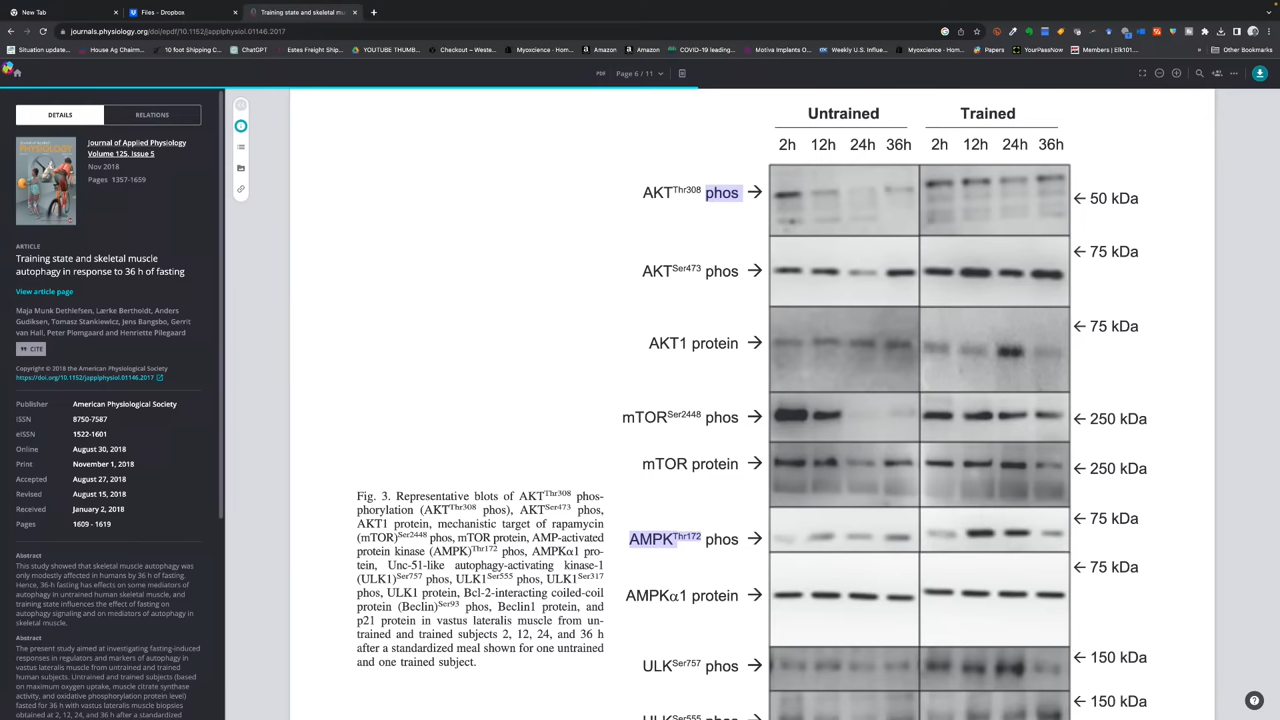 New Tab
Files – Dropbox
Training state and skeletal mu
journals.physiology.org/doi/epdf/10.1152/japplphysiol.01146.2017
Situation update...
House Ag Chairm...
10 foot Shipping C...
ChatGPT
Estes Freight Ship...
YOUTUBE THUMB...
Checkout – Weste...
Myoxcience · Hom...
Amazon
Amazon
COVID-19 leading...
Motiva Implants O...
Weekly U.S. Influe...
Myoxcience · Hom...
Papers
YourPassNow
Members | Elk101....
Other Bookmarks
PDF Page 6 / 11
DETAILS
RELATIONS
Journal of Applied Physiology
Volume 125, Issue 5
Nov 2018
Pages 1357-1659
ARTICLE
Training state and skeletal muscle
autophagy in response to 36 h of fasting
View article page
Maja Munk Dethlefsen, Lærke Bertholdt, Anders
Gudiksen, Tomasz Stankiewicz, Jens Bangsbo, Gerrit
van Hall, Peter Plomgaard and Henriette Pilegaard
CITE
Copyright © 2018 the American Physiological Society
https://doi.org/10.1152/japplphysiol.01146.2017
Publisher American Physiological Society
ISSN 8750-7587
eISSN 1522-1601
Online August 30, 2018
Print November 1, 2018
Accepted August 27, 2018
Revised August 15, 2018
Received January 2, 2018
Pages 1609 - 1619
Abstract
This study showed that skeletal muscle autophagy was
only modestly affected in humans by 36 h of fasting.
Hence, 36-h fasting has effects on some mediators of
autophagy in untrained human skeletal muscle, and
training state influences the effect of fasting on
autophagy signaling and on mediators of autophagy in
skeletal muscle.
Abstract
The present study aimed at investigating fasting-induced
responses in regulators and markers of autophagy in
vastus lateralis muscle from untrained and trained
human subjects. Untrained and trained subjects (based
on maximum oxygen uptake, muscle citrate synthase
activity, and oxidative phosphorylation protein level)
fasted for 36 h with vastus lateralis muscle biopsies
obtained at 2, 12, 24, and 36 h after a standardized
Fig. 3. Representative blots of AKTThr308 phos-
phorylation (AKTThr308 phos), AKTSer473 phos,
AKT1 protein, mechanistic target of rapamycin
(mTOR)Ser2448 phos, mTOR protein, AMP-activated
protein kinase (AMPK)Thr172 phos, AMPKα1 pro-
tein, Unc-51-like autophagy activating kinase-1
(ULK1)Ser757 phos, ULK1Ser555 phos, ULK1Ser317
phos, ULK1 protein, Bcl-2-interacting coiled-coil
protein (Beclin)Ser93 phos, Beclin1 protein, and
p21 protein in vastus lateralis muscle from un-
trained and trained subjects 2, 12, 24, and 36 h
after a standardized meal shown for one untrained
and one trained subject.
Untrained Trained
2h 12h 24h 36h 2h 12h 24h 36h
AKTThr308 phos → ← 50 kDa
← 75 kDa
AKTSer473 phos →
← 75 kDa
AKT1 protein →
mTORSer2448 phos → ← 250 kDa
mTOR protein → ← 250 kDa
← 75 kDa
AMPKThr172 phos →
← 75 kDa
AMPKα1 protein →
← 150 kDa
ULKSer757 phos →
← 150 kDa
ULKSer555 phos